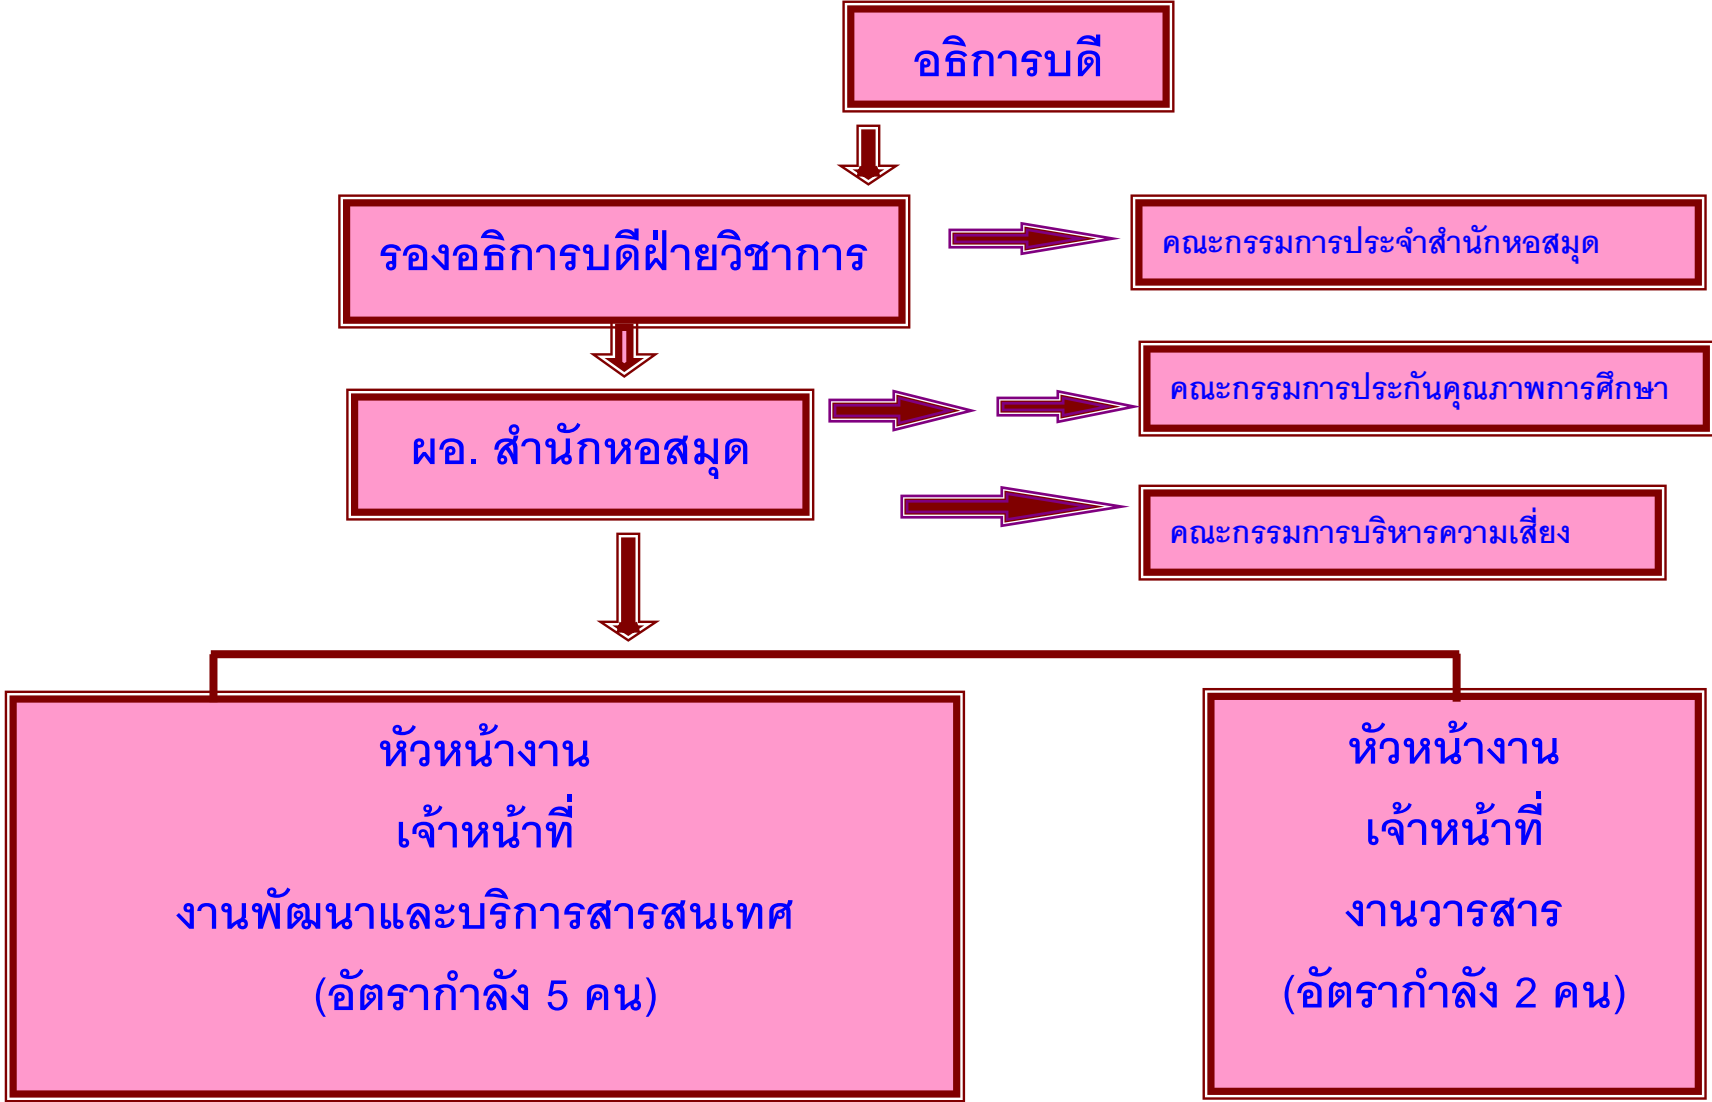 อธิการบดี
รองอธิการบดีฝ่ายวิชาการ
คณะกรรมการประจำสำนักหอสมุด
คณะกรรมการประกันคุณภาพการศึกษา
ผอ. สำนักหอสมุด
คณะกรรมการบริหารความเสี่ยง
หัวหน้างาน
เจ้าหน้าที่
งานพัฒนาและบริการสารสนเทศ
(อัตรากำลัง 5 คน)
หัวหน้างาน
เจ้าหน้าที่
งานวารสาร
(อัตรากำลัง 2 คน)